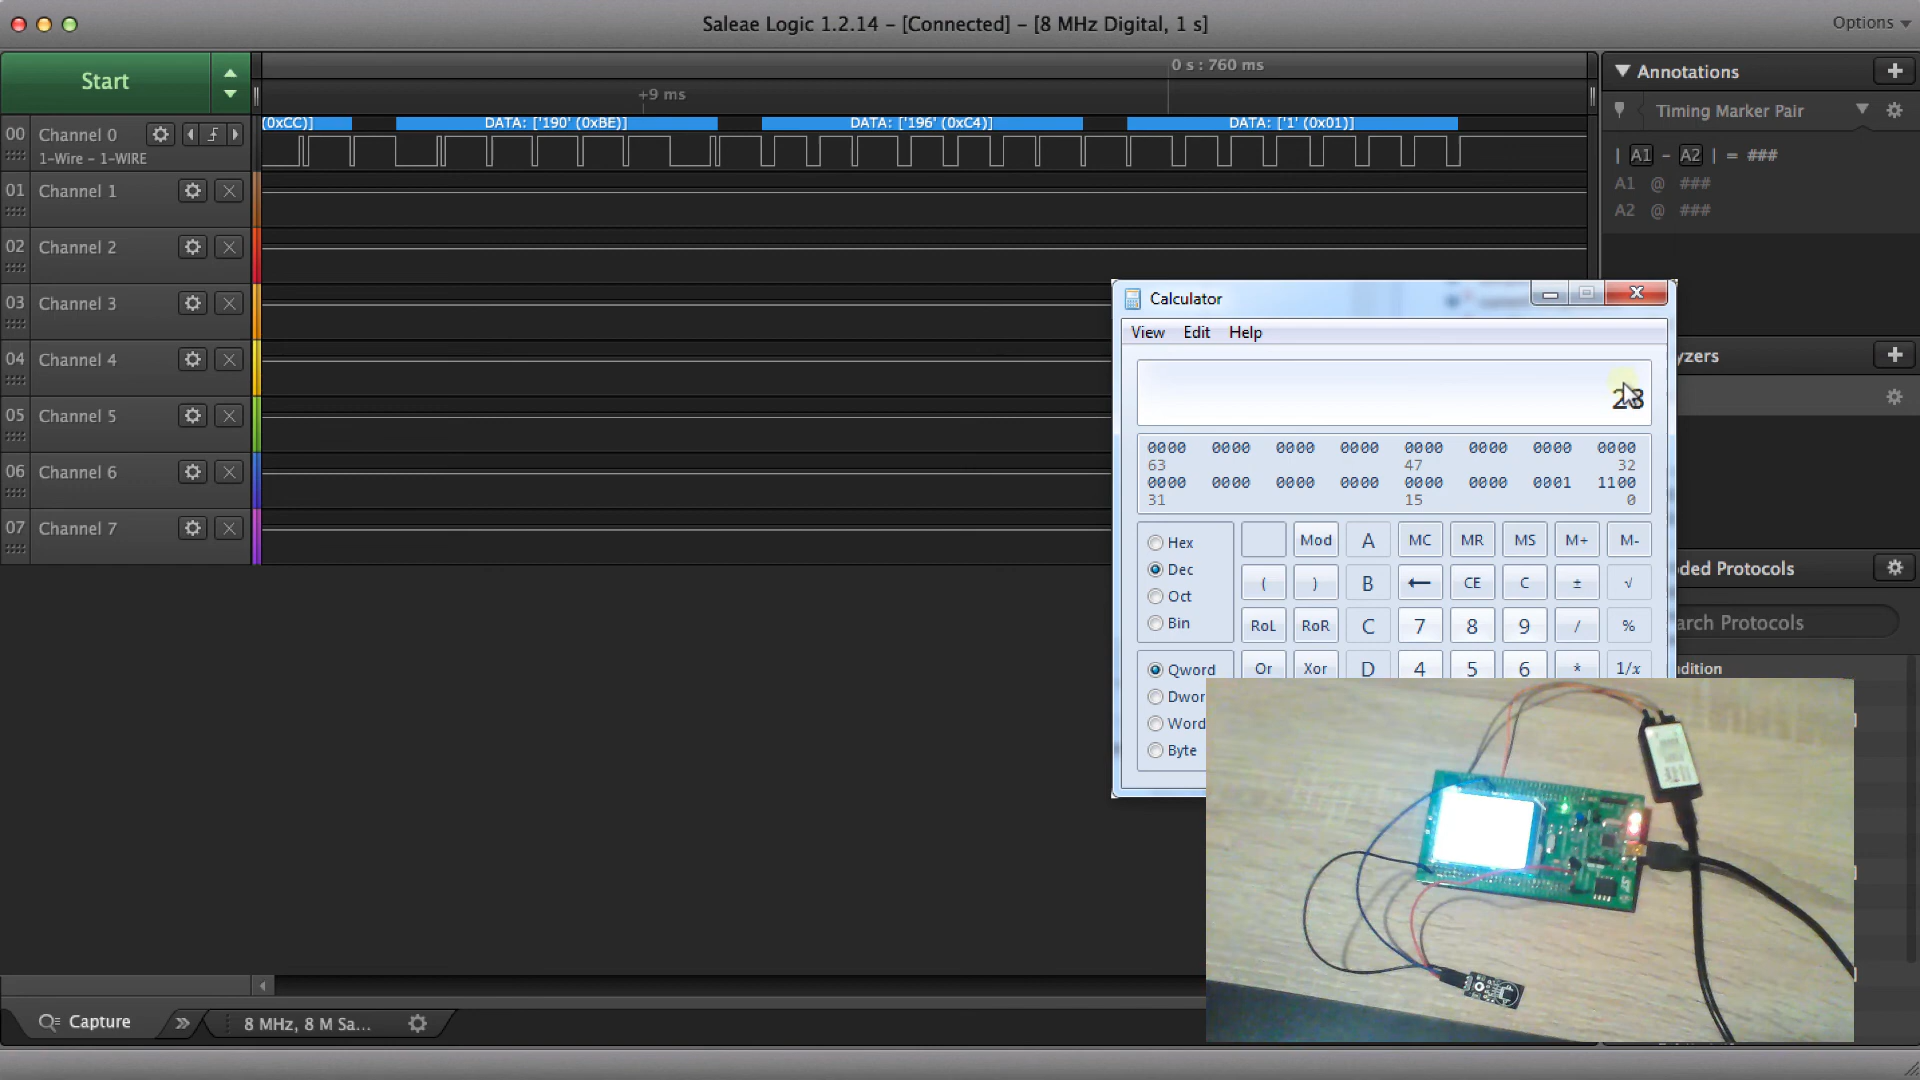 Saleae Logic 1.2.14 – [Connected] – [8 MHz Digital, 1 s]
Options
Start
0 s : 760 ms
+9 ms
Annotations
Timing Marker Pair
| A1 - A2 | = ###
A1 @ ###
A2 @ ###
00 Channel 0
1-Wire - 1-WIRE
(0xCC)]
DATA: ['190' (0xBE)]
DATA: ['196' (0xC4)]
DATA: ['1' (0x01)]
01 Channel 1
02 Channel 2
03 Channel 3
04 Channel 4
05 Channel 5
06 Channel 6
07 Channel 7
Calculator
View Edit Help
0000 0000 0000 0000 0000 0000 0000 0000
63 47 32
0000 0000 0000 0000 0000 0000 0001 1100
31 15 0
Hex
Dec
Oct
Bin
Mod A MC MR MS M+ M-
( ) B ← CE C ± √
RoL RoR C 7 8 9 / %
Qword
Or Xor D 4 5 6 * 1/x
Dwor
Word
Byte
yzers
ded Protocols
arch Protocols
dition
Capture
8 MHz, 8 M Sa...